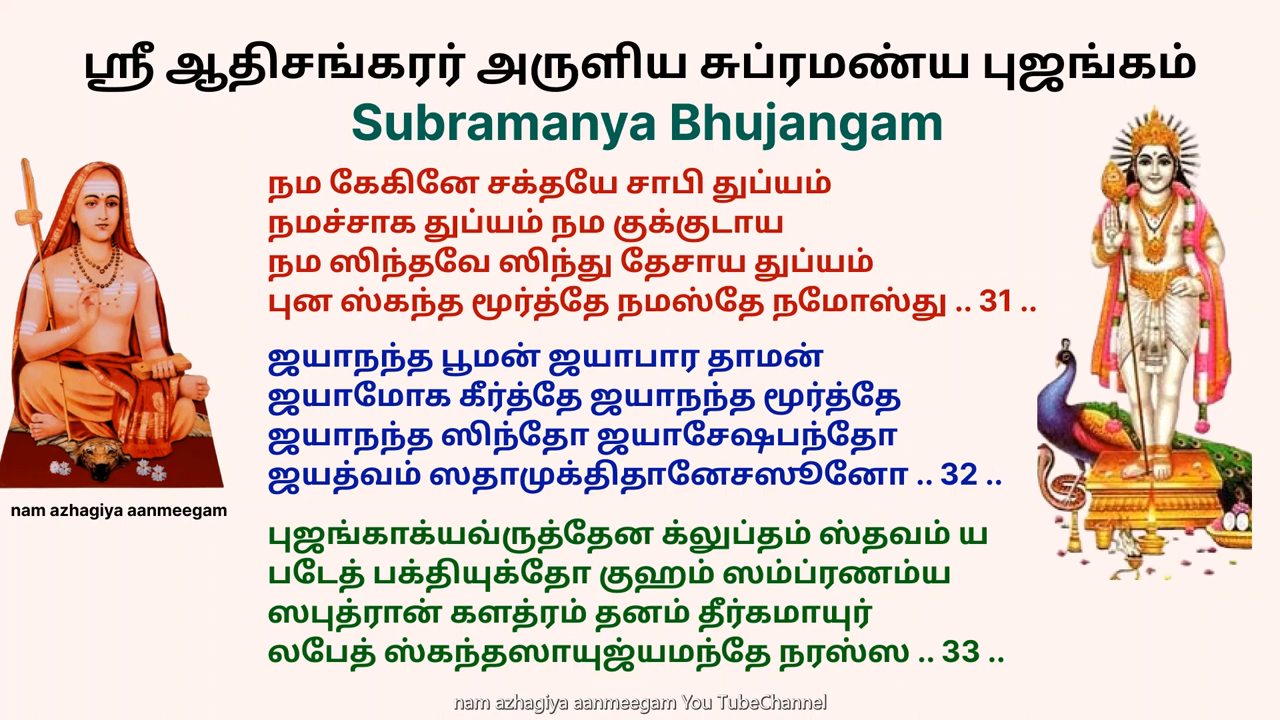 ஸ்ரீ ஆதிசங்கரர் அருளிய சுப்ரமண்ய புஜங்கம்
Subramanya Bhujangam
நம கேகினே சக்தயே சாபி துப்யம்
நமச்சாக துப்யம் நம குக்குடாய
நம ஸிந்தவே ஸிந்து தேசாய துப்யம்
புன ஸ்கந்த மூர்த்தே நமஸ்தே நமோஸ்து .. 31 ..
ஜயாநந்த பூமன் ஜயாபார தாமன்
ஜயாமோக கீர்த்தே ஜயாநந்த மூர்த்தே
ஜயாநந்த ஸிந்தோ ஜயாசேஷபந்தோ
ஜயத்வம் ஸதாமுக்திதானேசஸூனோ .. 32 ..
nam azhagiya aanmeegam
புஜங்காக்யவ்ருத்தேன க்லுப்தம் ஸ்தவம் ய
படேத் பக்தியுக்தோ குஹம் ஸம்ப்ரணம்ய
ஸபுத்ரான் களத்ரம் தனம் தீர்கமாயுர்
லபேத் ஸ்கந்தஸாயுஜ்யமந்தே நரஸ்ஸ .. 33 ..
nam azhagiya aanmeegam You TubeChannel